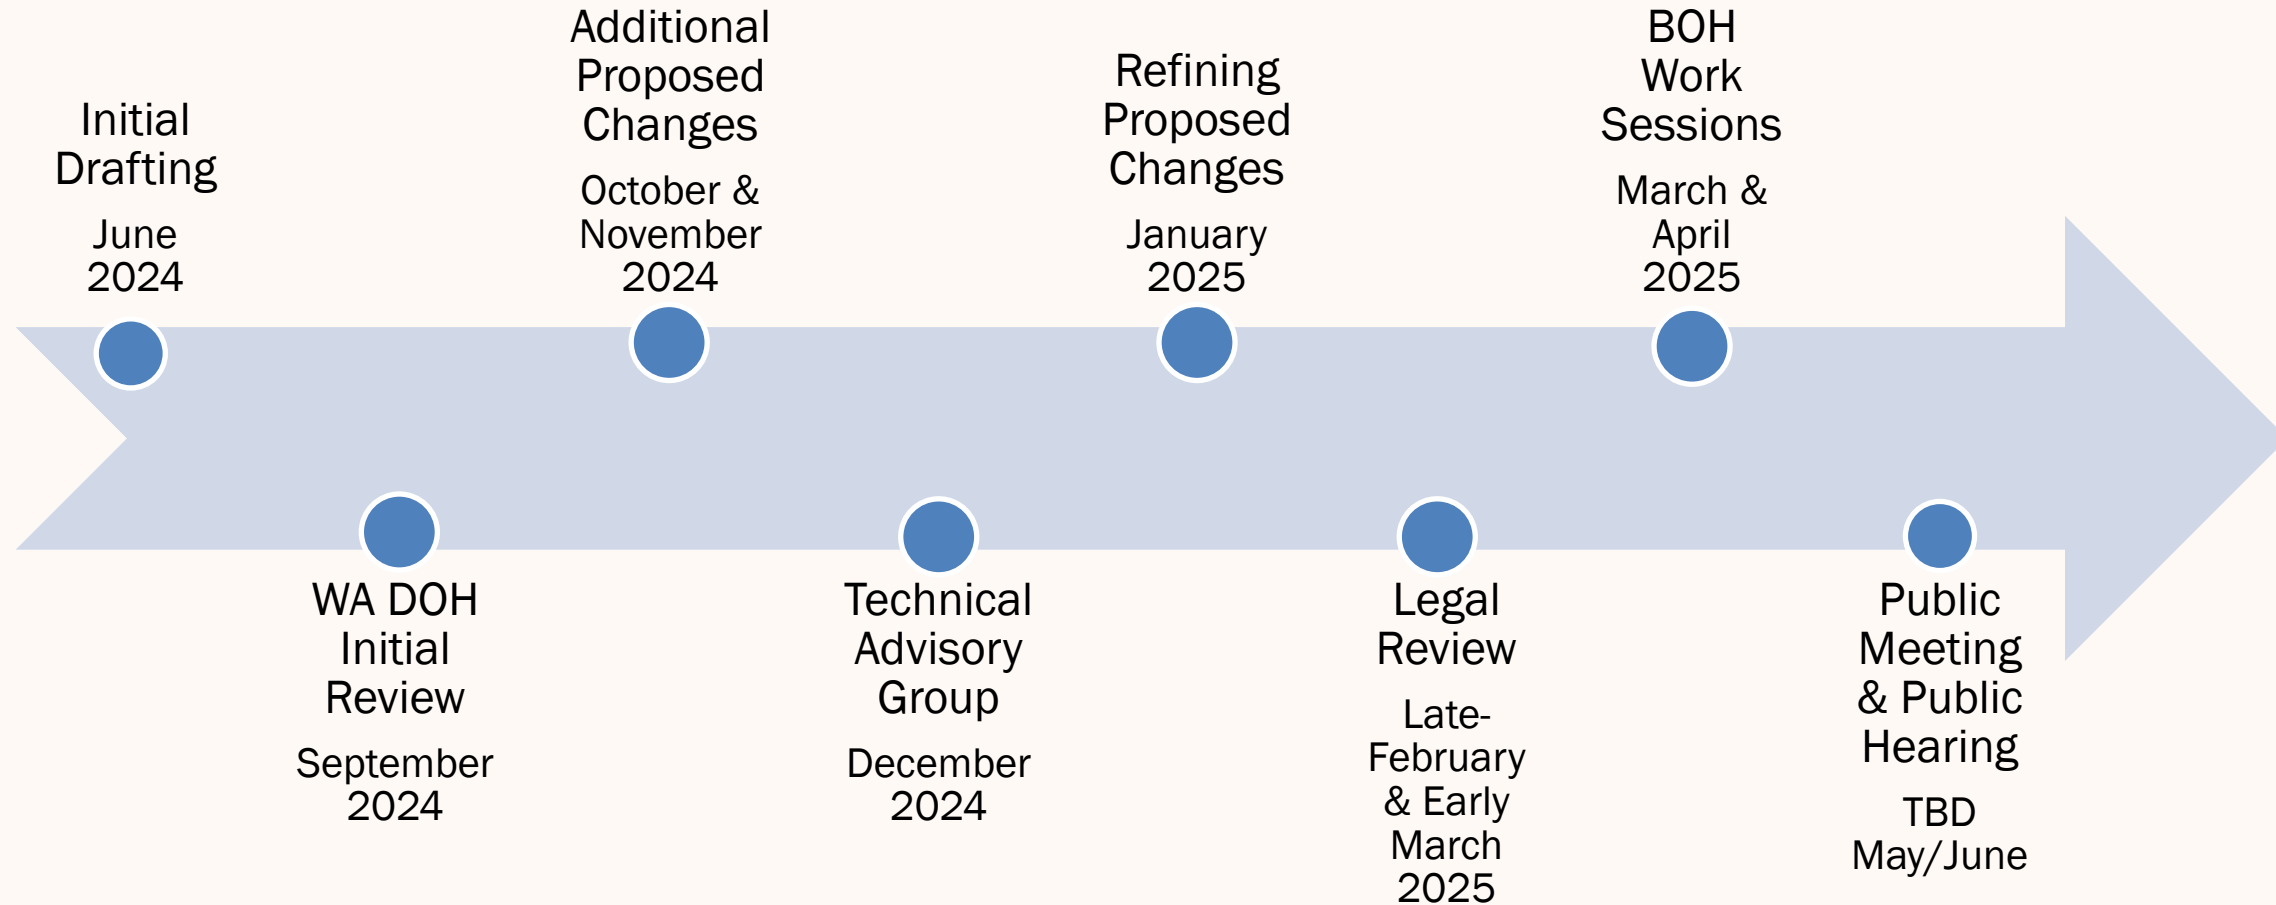 Initial
Drafting
June
2024
WA DOH
Initial
Review
September
2024
Additional
Proposed
Changes
October &
November
2024
Technical
Advisory
Group
December
2024
Refining
Proposed
Changes
January
2025
Legal
Review
Late-
February
& Early
March
2025
BOH
Work
Sessions
March &
April
2025
Public
Meeting
& Public
Hearing
TBD
May/June